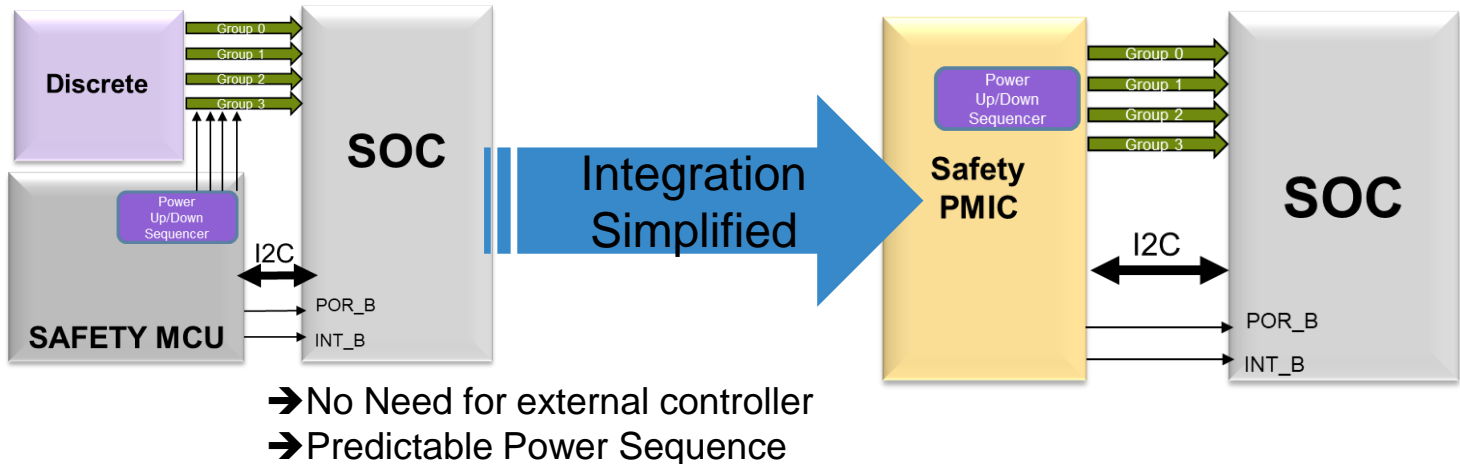 Discrete
Group 0
Group 1
Group 2
Group 3
SOC
Power
Up/Down
Sequencer
I2C
SAFETY MCU
POR_B
INT_B
Integration
Simplified
Power
Up/Down
Sequencer
Safety
PMIC
Group 0
Group 1
Group 2
Group 3
SOC
I2C
POR_B
INT_B
➔No Need for external controller
➔Predictable Power Sequence